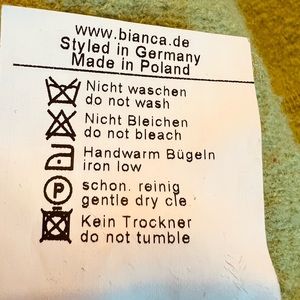 www.bianca.de
Styled in Germany
Made in Poland
Nicht waschen
do not wash
Nicht Bleichen
do not bleach
Handwarm Bügeln
iron low
P schon. reinig
gentle dry cle
Kein Trockner
do not tumble